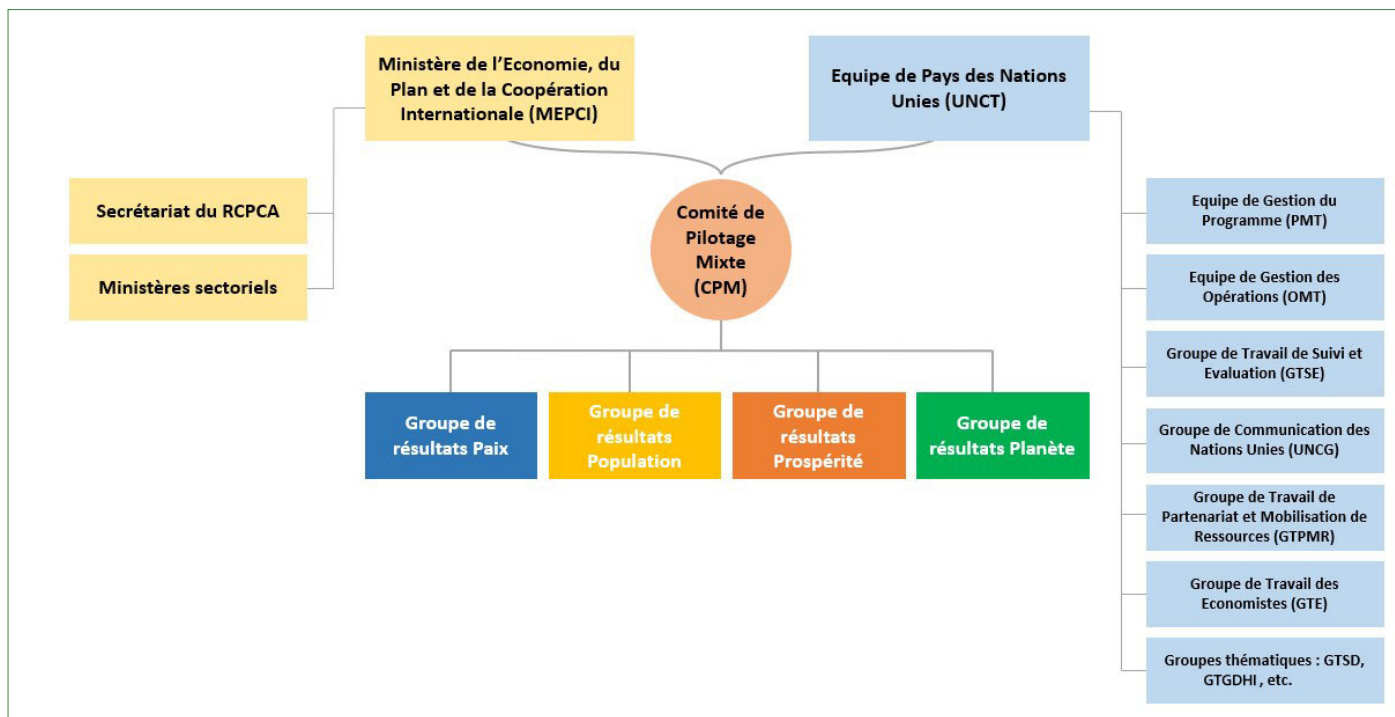 Ministère de l’Economie, du
Plan et de la Coopération
Internationale (MEPCI)
Equipe de Pays des Nations
Unies (UNCT)
Secrétariat du RCPCA
Ministères sectoriels
Comité de
Pilotage
Mixte
(CPM)
Groupe de
résultats Paix
Groupe de
résultats
Population
Groupe de
résultats
Prospérité
Groupe de
résultats Planète
Equipe de Gestion du
Programme (PMT)
Equipe de Gestion des
Opérations (OMT)
Groupe de Travail de Suivi et
Evaluation (GTSE)
Groupe de Communication des
Nations Unies (UNCG)
Groupe de Travail de
Partenariat et Mobilisation de
Ressources (GTPMR)
Groupe de Travail des
Economistes (GTE)
Groupes thématiques : GTSD,
GTGDHI , etc.